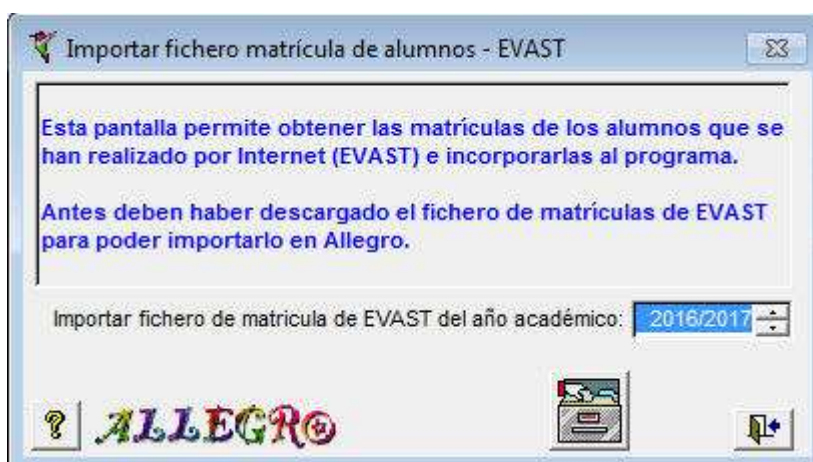 Importar fichero matrícula de alumnos - EVAST
Esta pantalla permite obtener las matrículas de los alumnos que se
han realizado por Internet (EVAST) e incorporarlas al programa.
Antes deben haber descargado el fichero de matrículas de EVAST
para poder importarlo en Allegro.
Importar fichero de matricula de EVAST del año académico: 2016/2017
? ALLEGRO